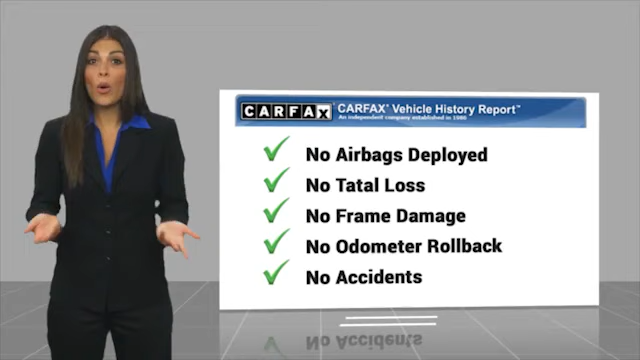 CARFAX CARFAX® Vehicle History Report™
An independent company established in 1986
No Airbags Deployed
No Tatal Loss
No Frame Damage
No Odometer Rollback
No Accidents